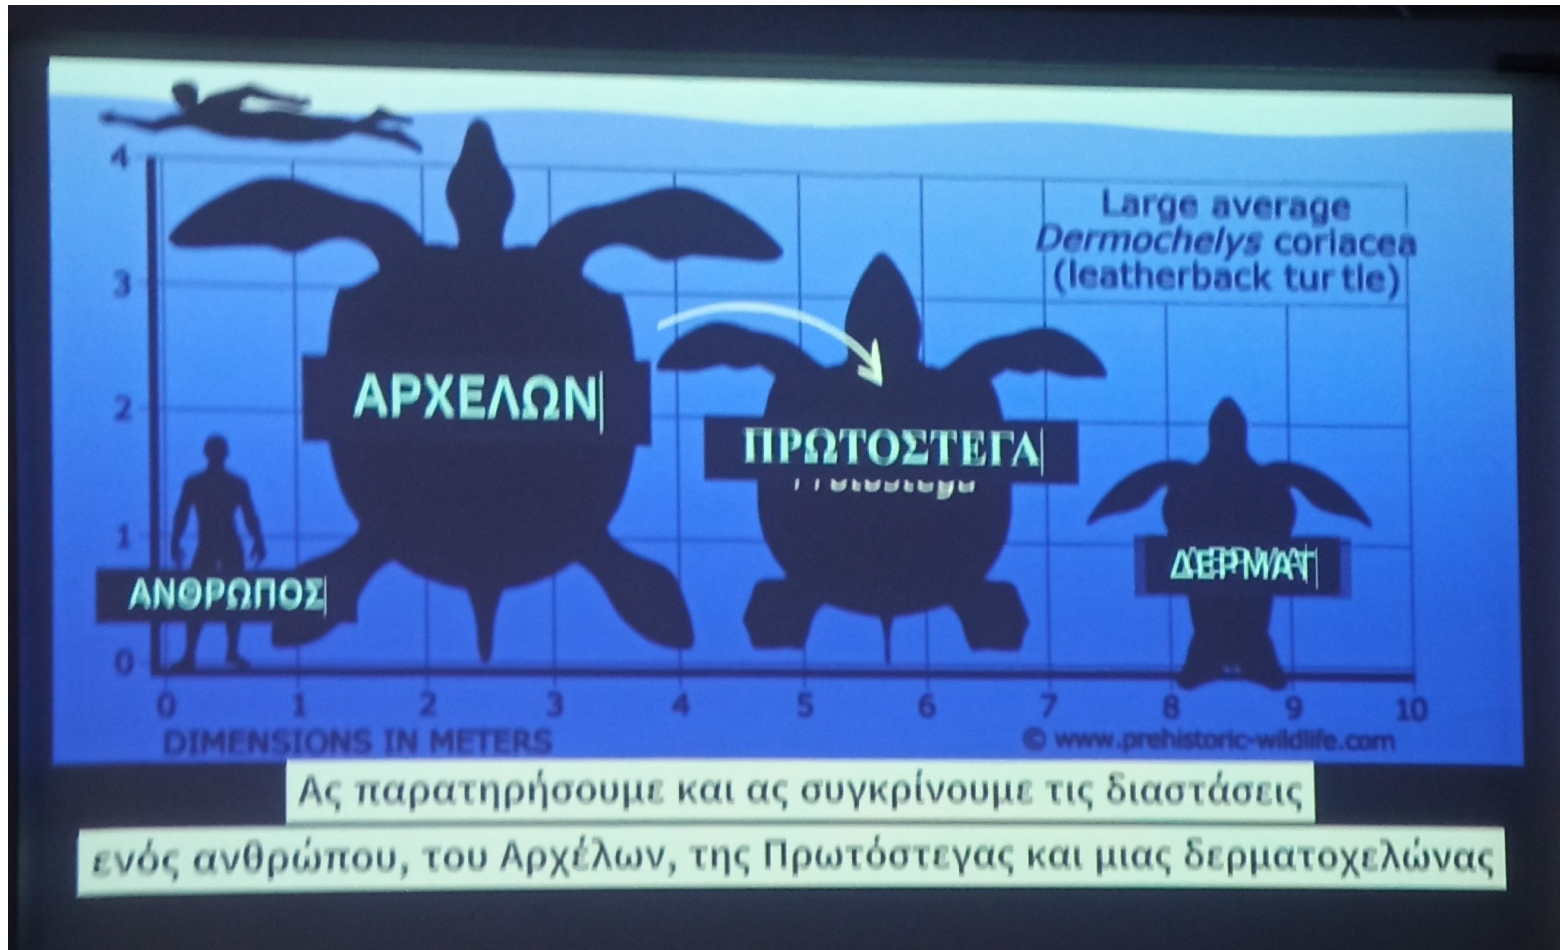 4
Large average
Dermochelys coriacea
(leatherback turtle)
3
ΑΡΧΕΛΩΝ
2
ΠΡΩΤΟΣΤΕΓΑ
Protostega
1
ΔΕΡΜΑΤ
ΑΝΘΡΩΠΟΣ
0
0 1 2 3 4 5 6 7 8 9 10
DIMENSIONS IN METERS
© www.prehistoric-wildlife.com
Ας παρατηρήσουμε και ας συγκρίνουμε τις διαστάσεις
ενός ανθρώπου, του Αρχέλων, της Πρωτόστεγας και μιας δερματοχελώνας